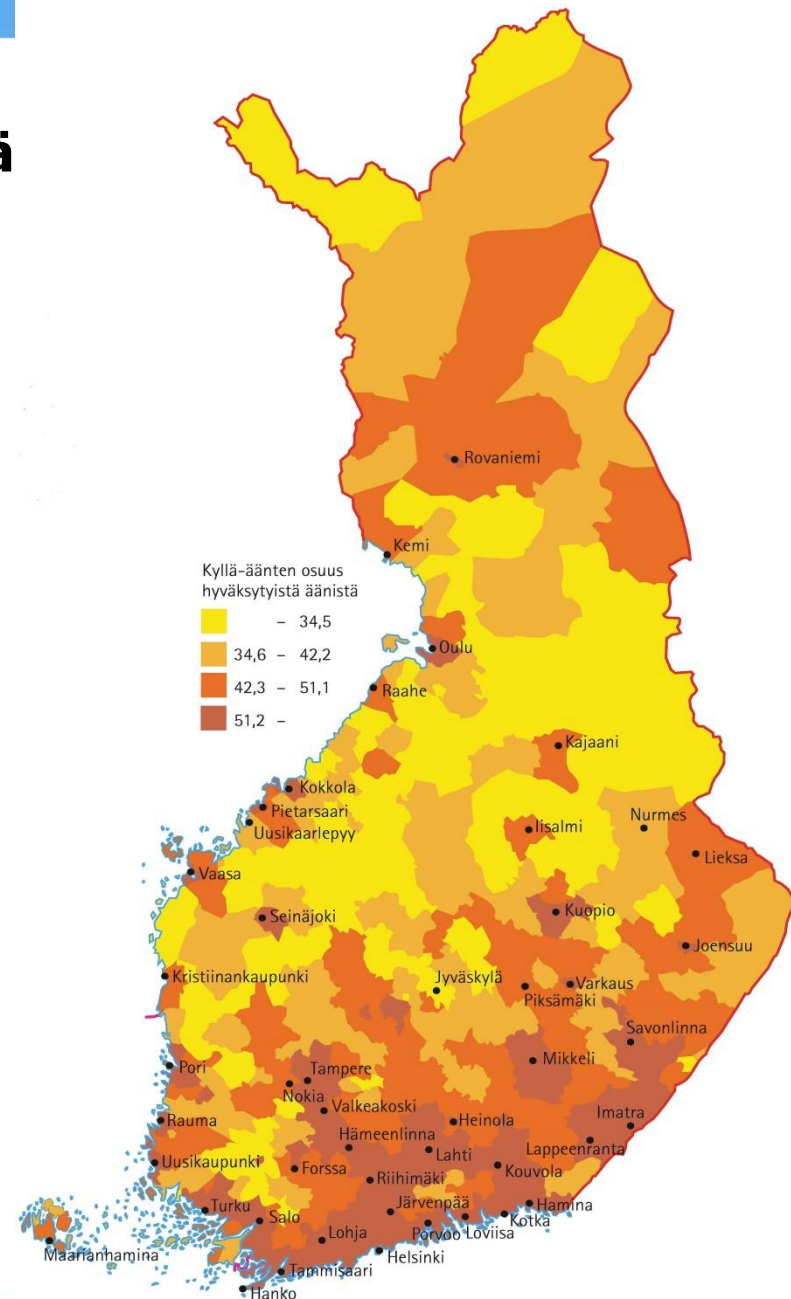 ä
Rovaniemi
Kemi
Kyllä-äänten osuus
hyväksytyistä äänistä
– 34,5
34,6 – 42,2
42,3 – 51,1
51,2 –
Oulu
Raahe
Kajaani
Kokkola
Pietarsaari
Uusikaarlepyy
Iisalmi
Nurmes
Lieksa
Vaasa
Seinäjoki
Kuopio
Joensuu
Kristiinankaupunki
Jyväskylä
Varkaus
Piksämäki
Savonlinna
Mikkeli
Pori
Tampere
Nokia
Valkeakoski
Rauma
Heinola
Imatra
Hämeenlinna
Lahti
Lappeenranta
Uusikaupunki
Forssa
Riihimäki
Kouvola
Turku
Salo
Järvenpää
Hamina
Kotka
Lohja
Porvoo
Loviisa
Maarianhamina
Helsinki
Tammisaari
Hanko